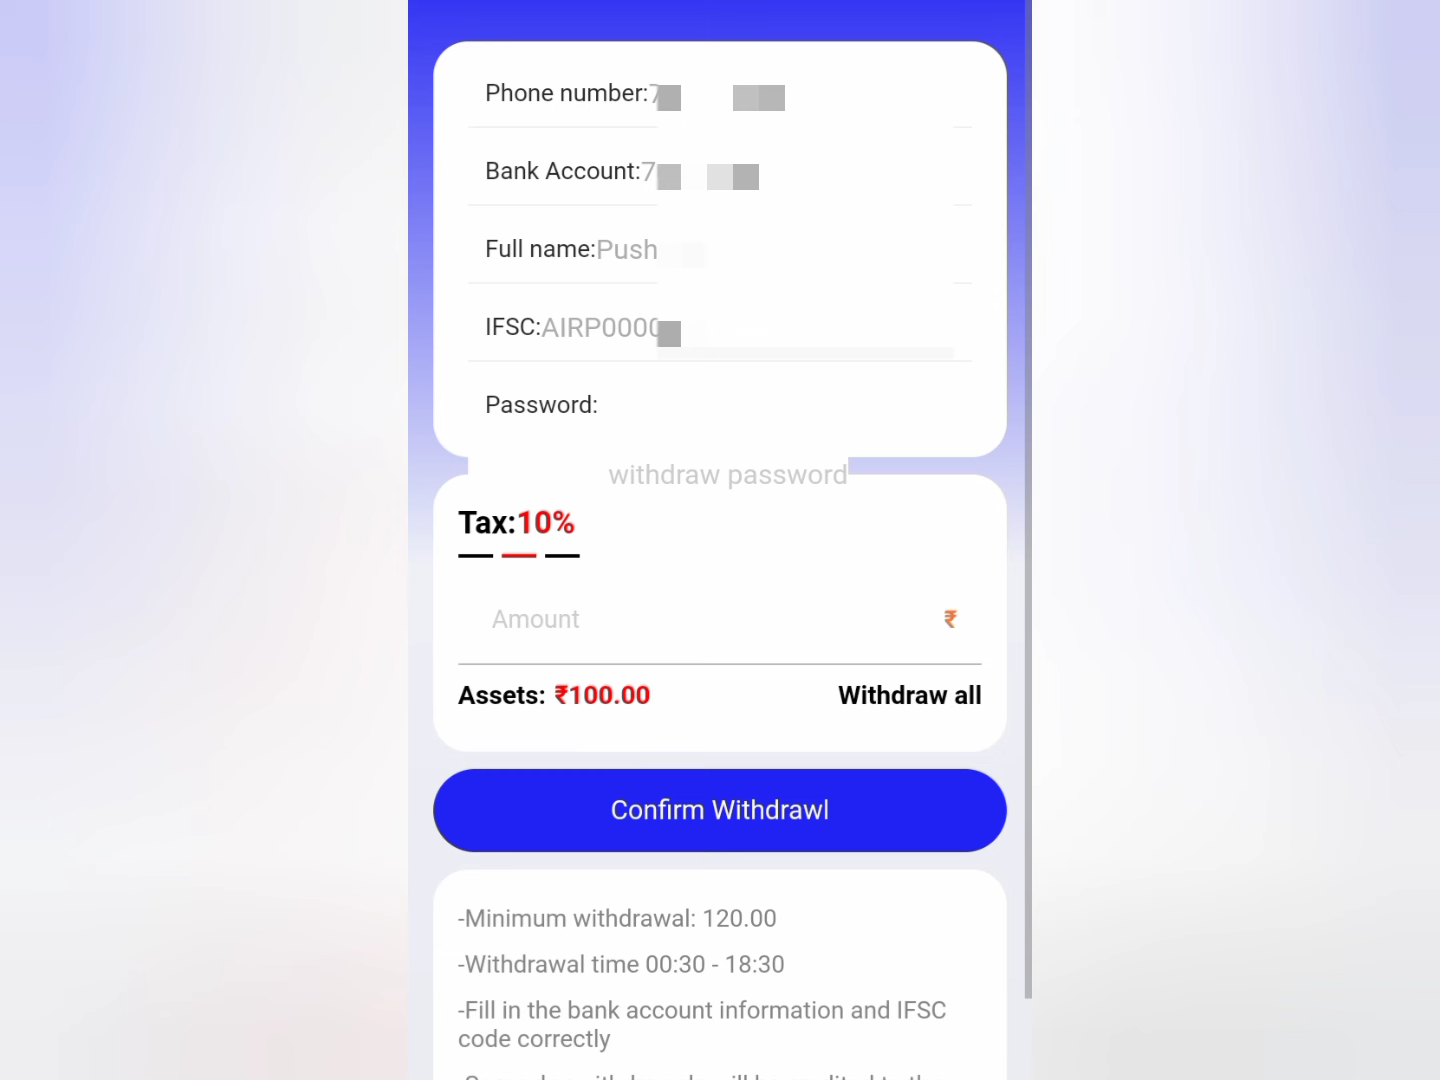 Phone number:7
Bank Account:7
Full name:Push
IFSC:AIRP0000
Password:
withdraw password
Tax:10%
Amount ₹
Assets: ₹100.00 Withdraw all
Confirm Withdrawl
-Minimum withdrawal: 120.00
-Withdrawal time 00:30 - 18:30
-Fill in the bank account information and IFSC
code correctly